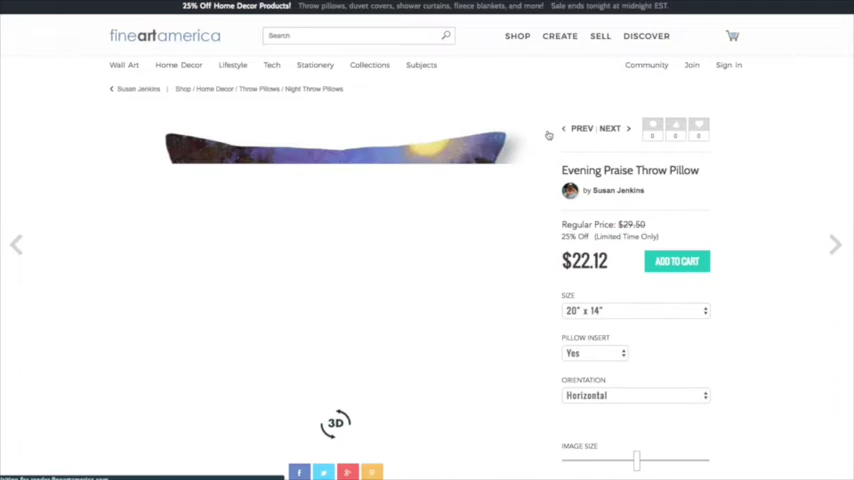 25% Off Home Decor Products! Throw pillows, duvet covers, shower curtains, fleece blankets, and more! Sale ends tonight at midnight EST.
fineartamerica Search SHOP CREATE SELL DISCOVER
Wall Art Home Decor Lifestyle Tech Stationery Collections Subjects Community Join Sign In
Susan Jenkins | Shop / Home Decor / Throw Pillows / Night Throw Pillows
PREV | NEXT
0 0 0
Evening Praise Throw Pillow
by Susan Jenkins
Regular Price: $29.50
25% Off (Limited Time Only)
$22.12 ADD TO CART
SIZE
20" x 14"
PILLOW INSERT
Yes
ORIENTATION
Horizontal
3D
IMAGE SIZE